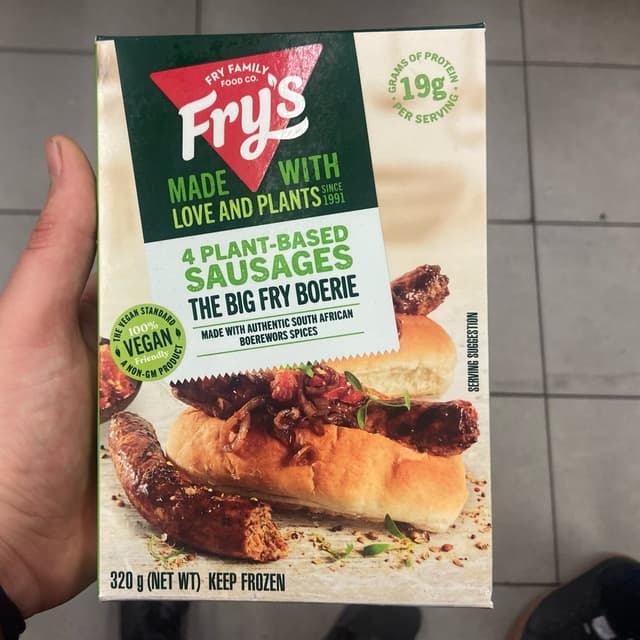 FRY FAMILY
FOOD CO.
Fry's
MADE WITH
LOVE AND PLANTS SINCE 1991
GRAMS OF PROTEIN
19g
PER SERVING
4 PLANT-BASED
SAUSAGES
THE BIG FRY BOERIE
MADE WITH AUTHENTIC SOUTH AFRICAN
BOEREWORS SPICES
THE VEGAN STANDARD
100%
VEGAN
Friendly
A NON-GM PRODUCT
SERVING SUGGESTION
320 g (NET WT) KEEP FROZEN